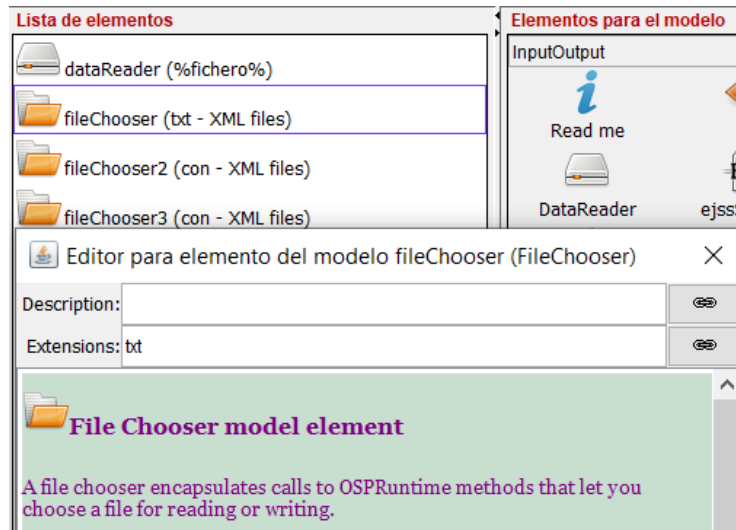 Lista de elementos
dataReader (%fichero%)
fileChooser (txt - XML files)
fileChooser2 (con - XML files)
fileChooser3 (con - XML files)
Elementos para el modelo
InputOutput
Read me
DataReader
Editor para elemento del modelo fileChooser (FileChooser)
Description:
Extensions: txt
File Chooser model element
A file chooser encapsulates calls to OSPRuntime methods that let you
choose a file for reading or writing.